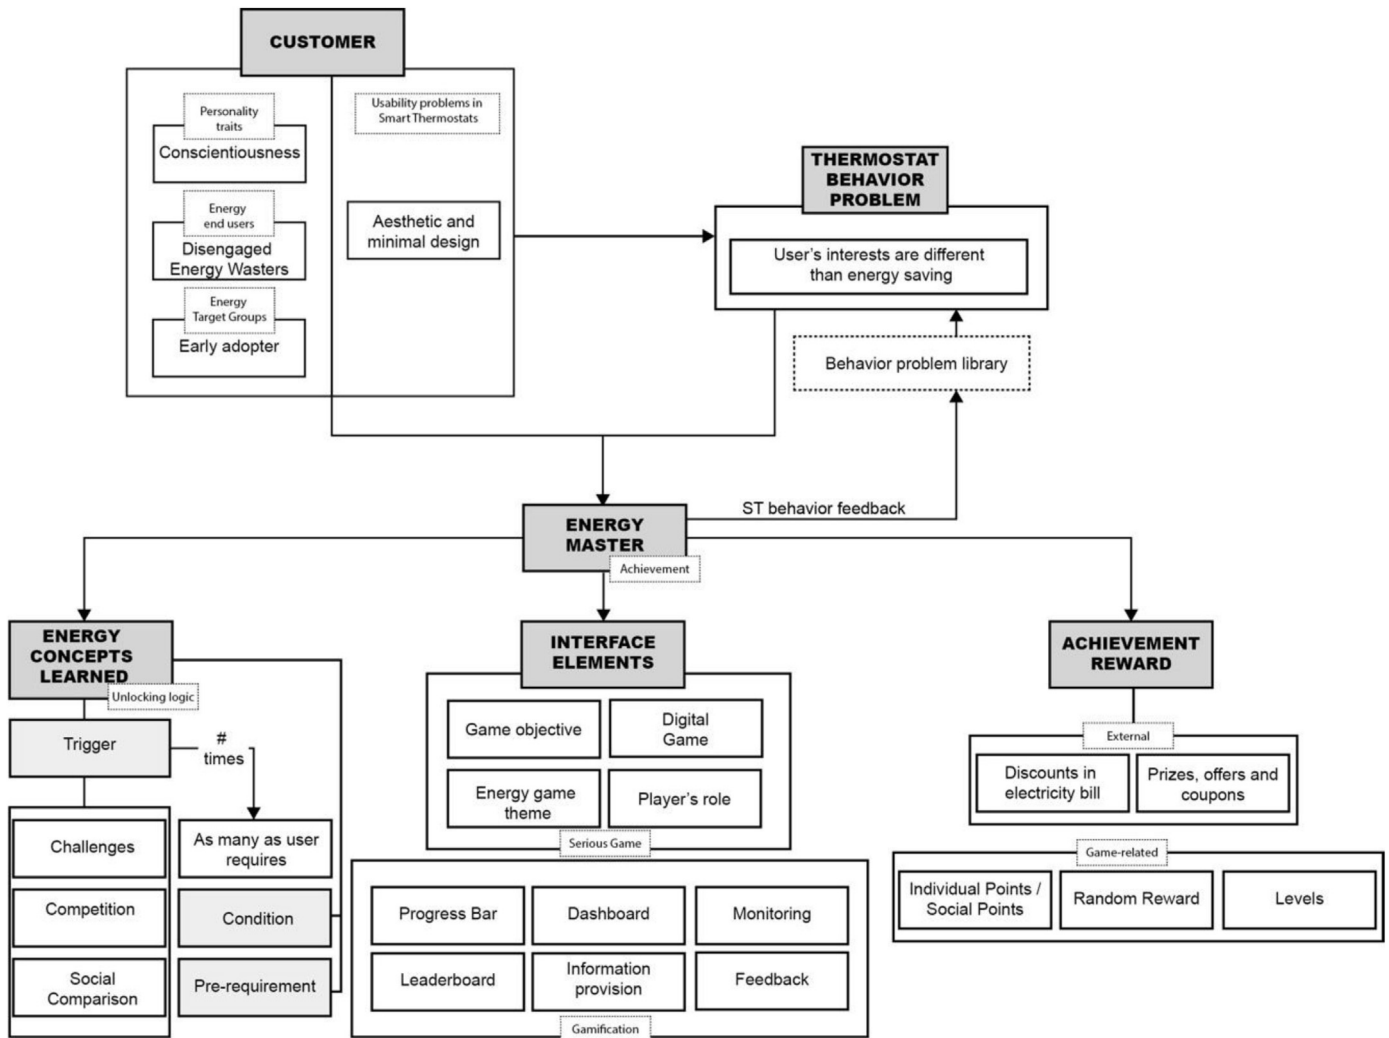 CUSTOMER
Personality
traits
Conscientiousness
Energy
end users
Disengaged
Energy Wasters
Energy
Target Groups
Early adopter
Usability problems in
Smart Thermostats
Aesthetic and
minimal design
THERMOSTAT
BEHAVIOR
PROBLEM
User's interests are different
than energy saving
Behavior problem library
ST behavior feedback
ENERGY
MASTER
Achievement
ENERGY
CONCEPTS
LEARNED
Unlocking logic
Trigger
#
times
Challenges
Competition
Social
Comparison
As many as user
requires
Condition
Pre-requirement
INTERFACE
ELEMENTS
Game objective
Digital
Game
Energy game
theme
Player's role
Serious Game
Progress Bar
Dashboard
Monitoring
Leaderboard
Information
provision
Feedback
Gamification
ACHIEVEMENT
REWARD
External
Discounts in
electricity bill
Prizes, offers and
coupons
Game-related
Individual Points /
Social Points
Random Reward
Levels